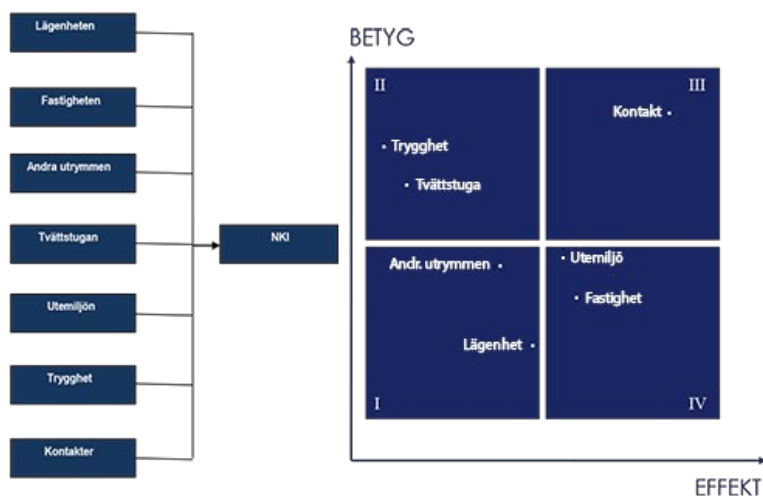 Lägenheten
Fastigheten
Andra utrymmen
Tvättstugan
Utemiljön
Trygghet
Kontakter
NKI
BETYG
II
III
Kontakt
Trygghet
Tvättstuga
Andr. utrymmen
Utemiljö
Fastighet
Lägenhet
I
IV
EFFEKT